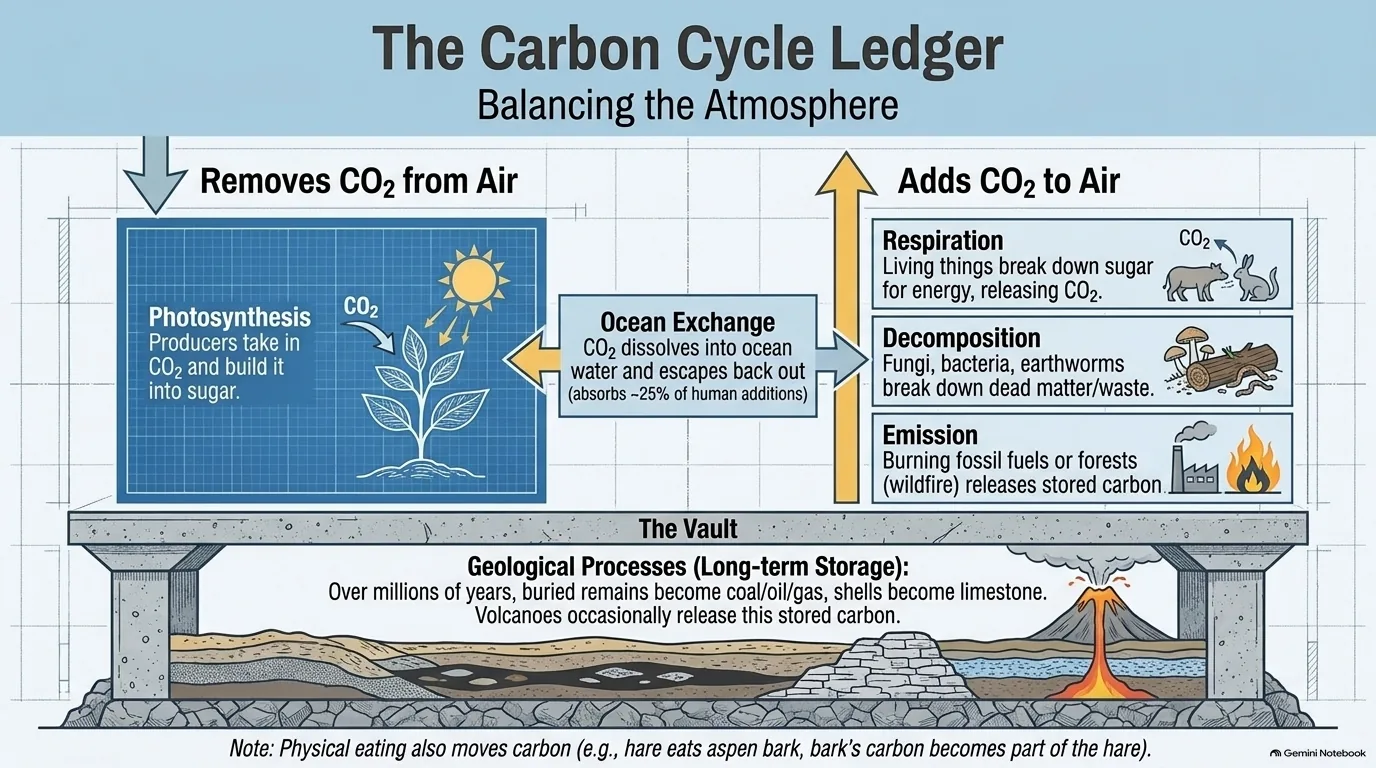 The Carbon Cycle Ledger
Balancing the Atmosphere
Removes CO₂ from Air
Photosynthesis
Producers take in
CO₂ and build it
into sugar.
CO₂
Ocean Exchange
CO₂ dissolves into ocean
water and escapes back out
(absorbs ~25% of human additions)
Adds CO₂ to Air
Respiration
Living things break down sugar
for energy, releasing CO₂.
CO₂
Decomposition
Fungi, bacteria, earthworms
break down dead matter/waste.
Emission
Burning fossil fuels or forests
(wildfire) releases stored carbon
The Vault
Geological Processes (Long-term Storage):
Over millions of years, buried remains become coal/oil/gas, shells become limestone.
Volcanoes occasionally release this stored carbon.
Note: Physical eating also moves carbon (e.g., hare eats aspen bark, bark's carbon becomes part of the hare).
Gemini Notebook